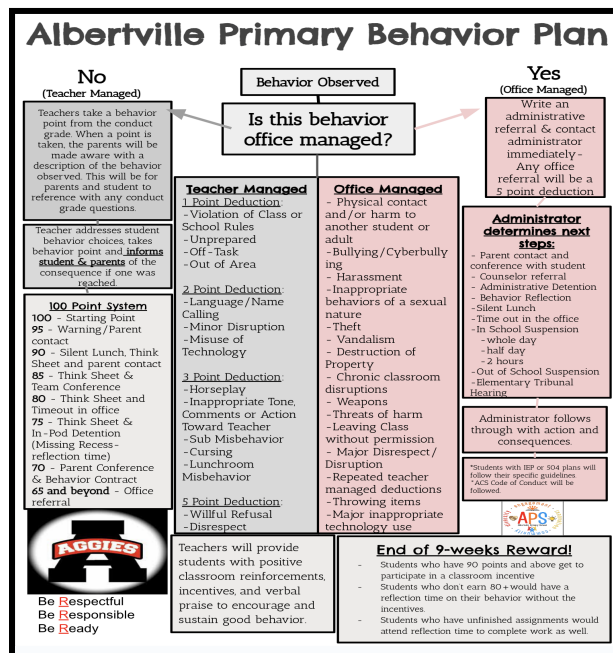 Albertville Primary Behavior Plan
No
(Teacher Managed)
Teachers take a behavior
point from the conduct
grade. When a point is
taken, the parents will be
made aware with a
description of the behavior
observed. This will be for
parents and student to
reference with any conduct
grade questions.
Teacher addresses student
behavior choices, takes
behavior point and informs
student & parents of the
consequence if one was
reached.
100 Point System
100 - Starting Point
95 - Warning/Parent
contact
90 - Silent Lunch, Think
Sheet and parent contact
85 - Think Sheet &
Team Conference
80 - Think Sheet and
Timeout in office
75 - Think Sheet &
In-Pod Detention
(Missing Recess-
reflection time)
70 - Parent Conference
& Behavior Contract
65 and beyond - Office
referral
AGGIES
Be Respectful
Be Responsible
Be Ready
Behavior Observed
Is this behavior
office managed?
Teacher Managed
1 Point Deduction:
-Violation of Class or
School Rules
-Unprepared
-Off-Task
-Out of Area
2 Point Deduction:
-Language/Name
Calling
-Minor Disruption
-Misuse of
Technology
3 Point Deduction:
-Horseplay
-Inappropriate Tone,
Comments or Action
Toward Teacher
-Sub Misbehavior
-Cursing
-Lunchroom
Misbehavior
5 Point Deduction:
-Willful Refusal
-Disrespect
Office Managed
- Physical contact
and/or harm to
another student or
adult
-Bullying/Cyberbully
ing
- Harassment
-Inappropriate
behaviors of a sexual
nature
-Theft
- Vandalism
- Destruction of
Property
- Chronic classroom
disruptions
- Weapons
-Threats of harm
-Leaving Class
without permission
- Major Disrespect/
Disruption
-Repeated teacher
managed deductions
-Throwing items
-Major inappropriate
technology use
Yes
(Office Managed)
Write an
administrative
referral & contact
administrator
immediately-
Any office
referral will be a
5 point deduction
Administrator
determines next
steps:
- Parent contact and
conference with student
- Counselor referral
- Administrative Detention
- Behavior Reflection
-Silent Lunch
-Time out in the office
-In School Suspension
-whole day
-half day
-2 hours
-Out of School Suspension
-Elementary Tribunal
Hearing
Administrator follows
through with action and
consequences.
*Students with IEP or 504 plans will
follow their specific guidelines
*ACS Code of Conduct will be
followed.
APS
Teachers will provide
students with positive
classroom reinforcements,
incentives, and verbal
praise to encourage and
sustain good behavior.
End of 9-weeks Reward!
- Students who have 90 points and above get to
participate in a classroom incentive
- Students who don't earn 80+would have a
reflection time on their behavior without the
incentives.
- Students who have unfinished assignments would
attend reflection time to complete work as well.